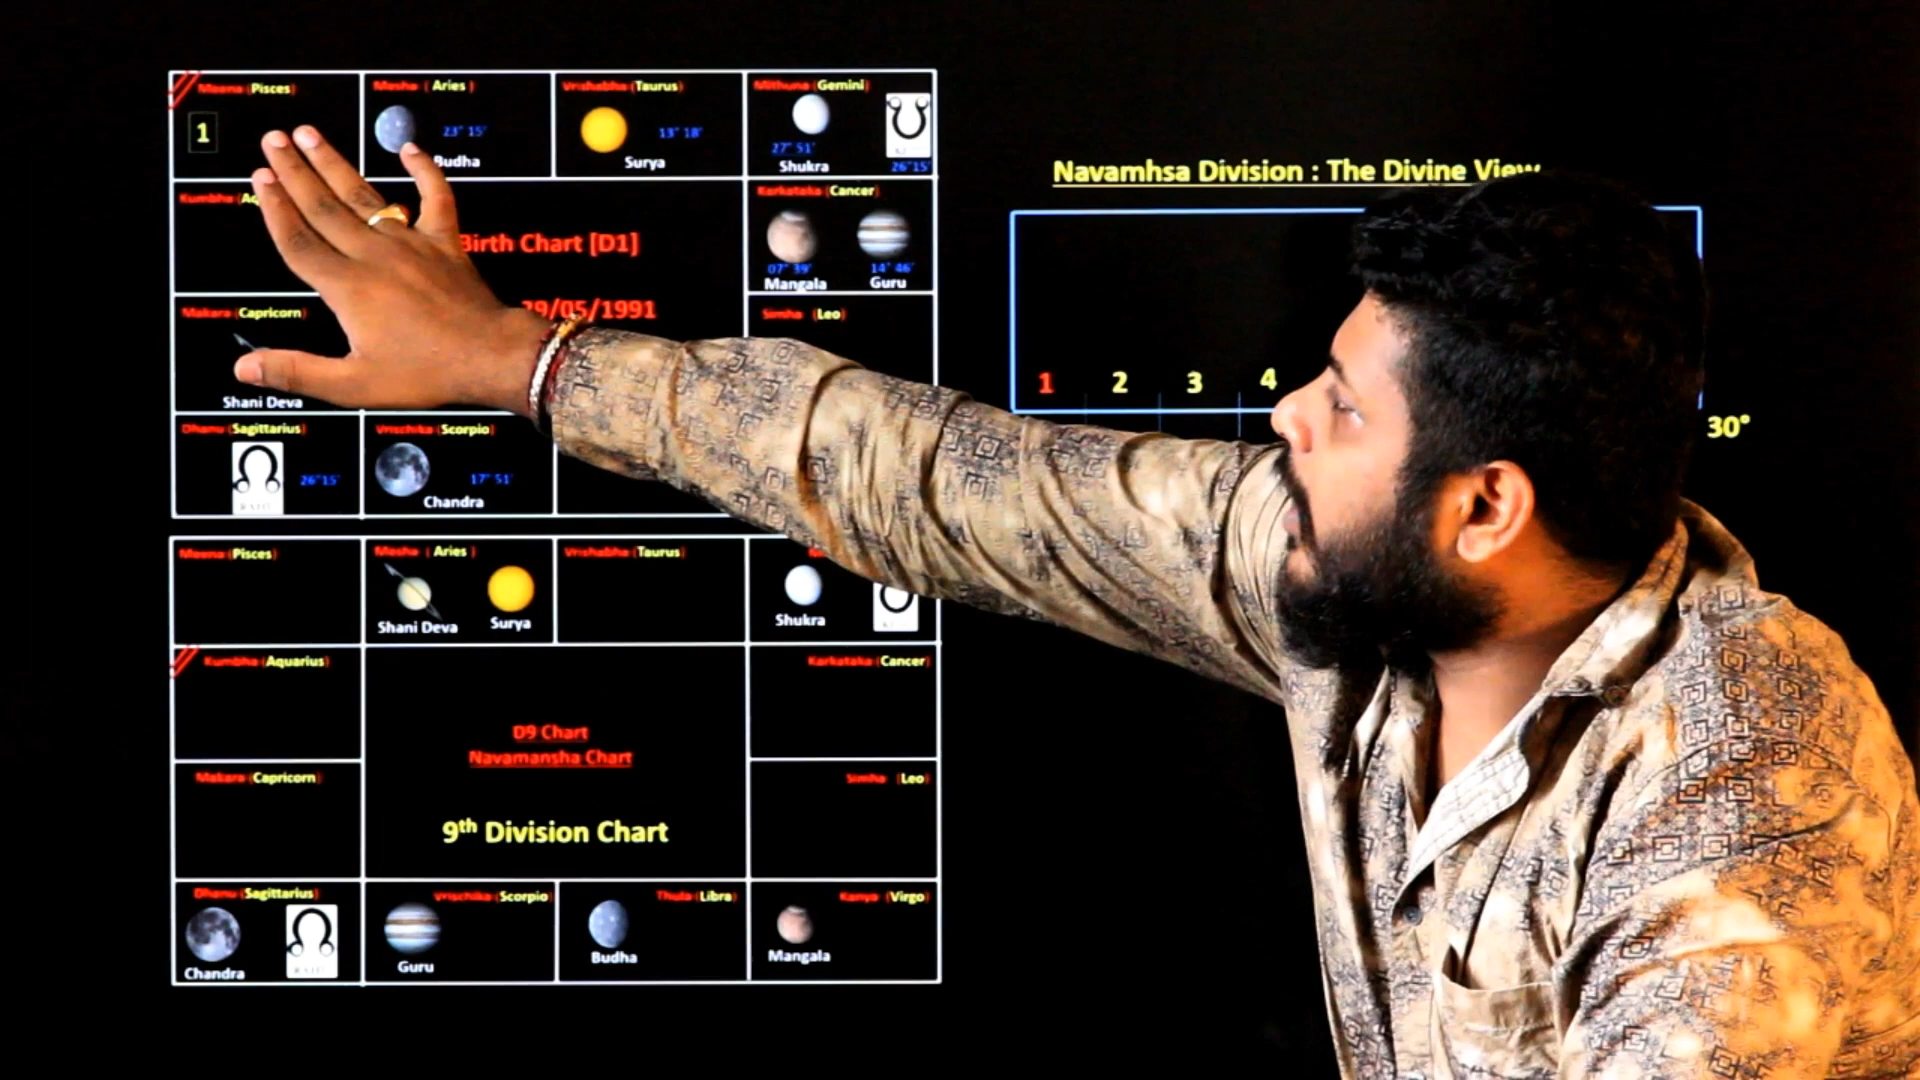 Meena (Pisces)
1
Mesha ( Aries )
23° 15'
Budha
Vrishabha (Taurus)
13° 18'
Surya
Mithuna (Gemini)
27° 51'
Shukra
26°15'
Kumbha
Birth Chart [D1]
29/05/1991
Karkataka (Cancer)
07° 39'
Mangala
14° 46'
Guru
Makara (Capricorn)
Shani Deva
Simha (Leo)
Dhanu (Sagittarius)
26°15'
Vrischika (Scorpio)
17° 51'
Chandra
Meena (Pisces)
Mesha ( Aries )
Shani Deva
Surya
Vrishabha (Taurus)
Shukra
Kumbha (Aquarius)
Karkataka (Cancer)
D9 Chart
Navamansha Chart
9th Division Chart
Makara (Capricorn)
Simha (Leo)
Dhanu (Sagittarius)
Chandra
Vrischika (Scorpio)
Guru
Thula (Libra)
Budha
Kanya (Virgo)
Mangala
Navamhsa Division : The Divine View
1 2 3 4
30°